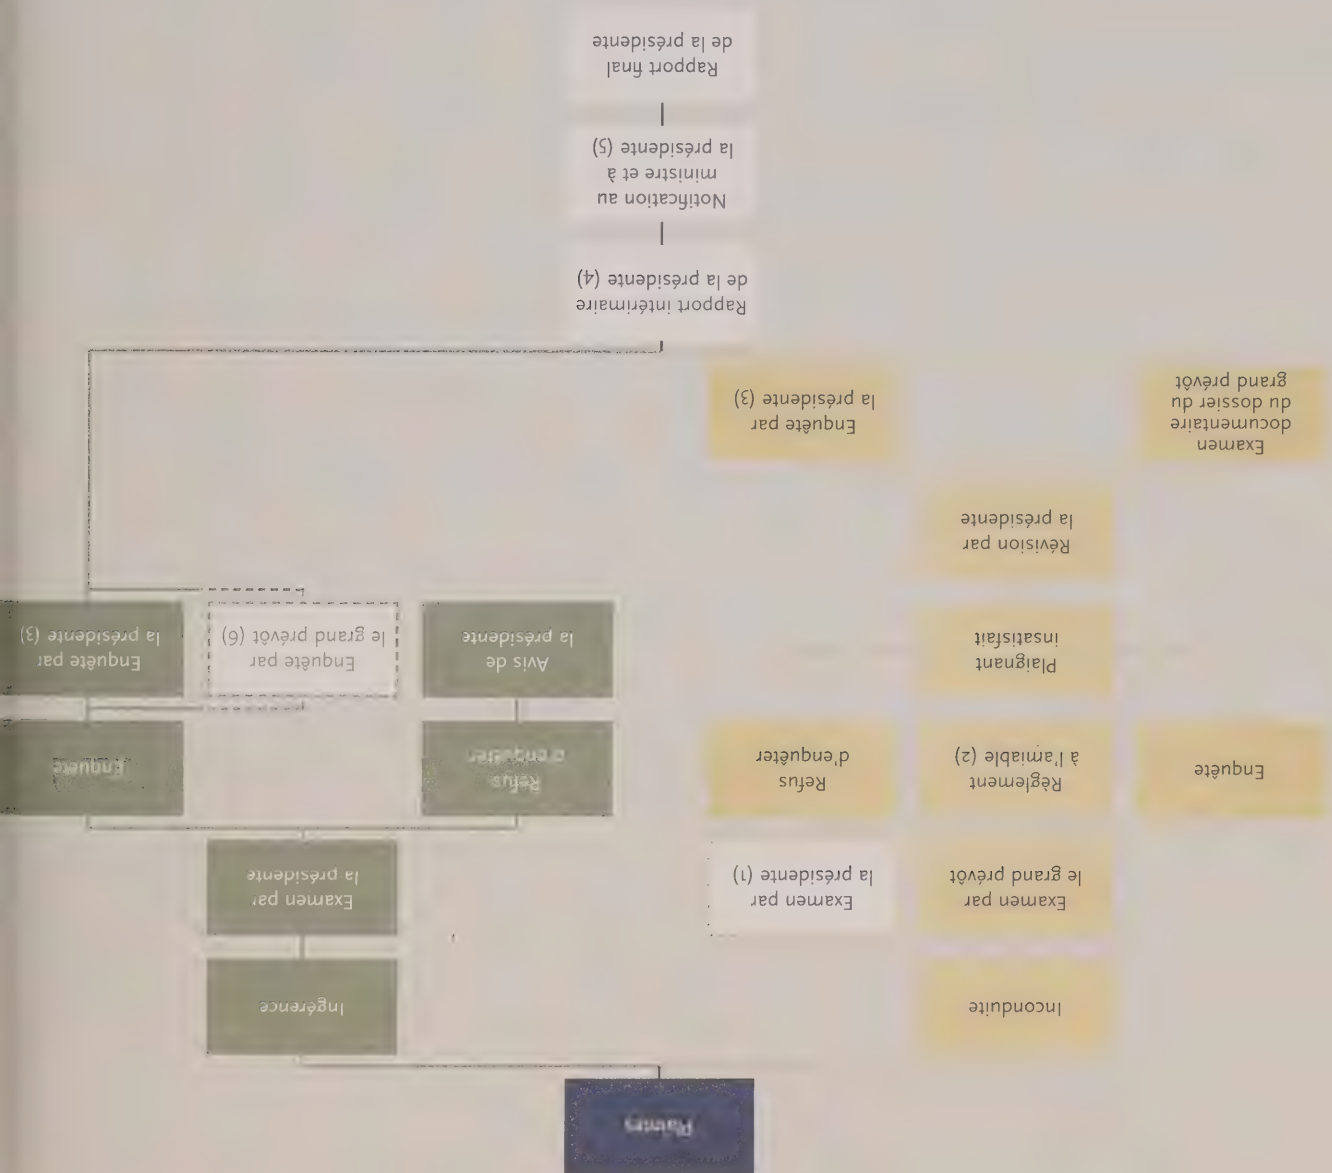 Plaintes
Inconduite
Ingérence
Examen par
le grand prévôt
Examen par
la présidente (1)
Examen par
la présidente
Enquête
Règlement
à l'amiable (2)
Refus
d'enquêter
Refus
d'enquêter
Enquête
Plaignant
insatisfait
Avis de
la présidente
Enquête par
le grand prévôt (6)
Enquête par
la présidente (3)
Révision par
la présidente
Examen
documentaire
du dossier du
grand prévôt
Enquête par
la présidente (3)
Rapport intérimaire
de la présidente (4)
Notification au
ministre et à
la présidente (5)
Rapport final
de la présidente